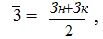 З̅ = (Зн+Зк)/2 ,